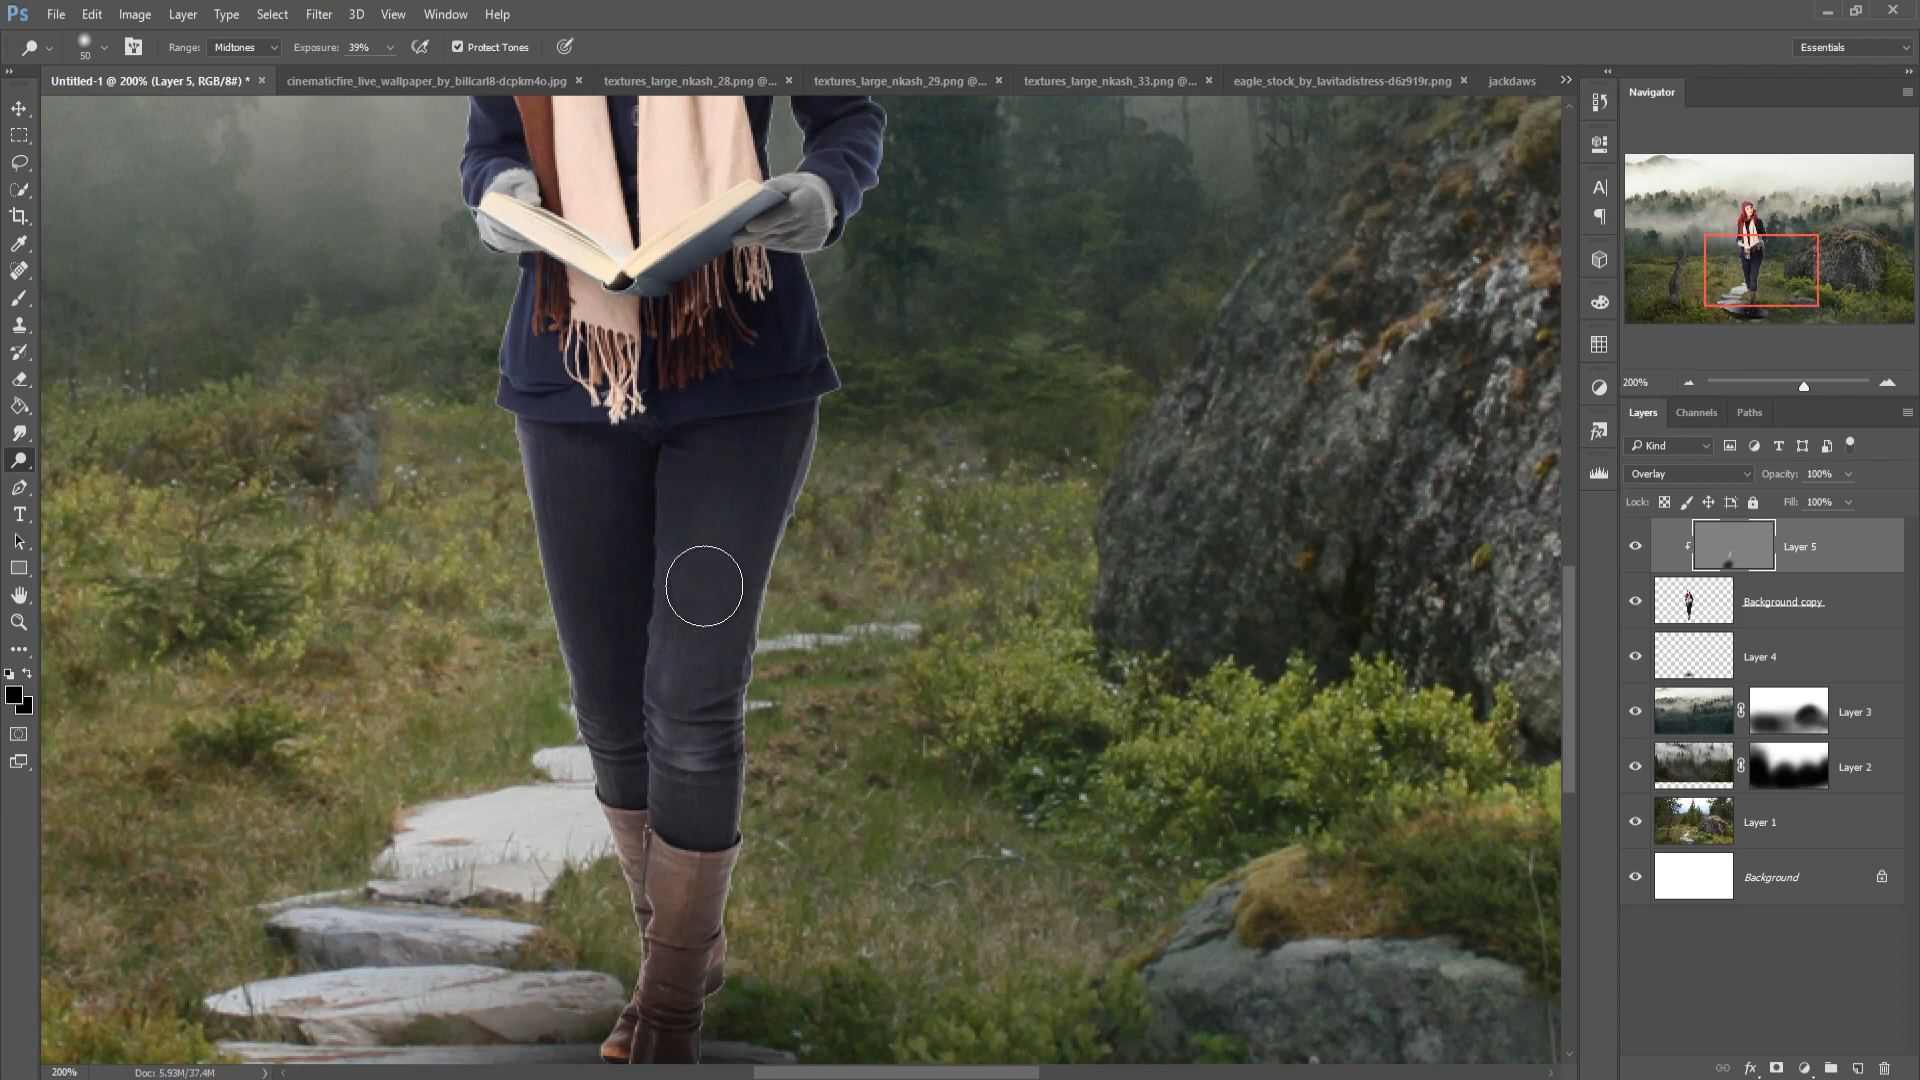 Ps File Edit Image Layer Type Select Filter 3D View Window Help
50 Range: Midtones Exposure: 39% Protect Tones Essentials
Untitled-1 @ 200% (Layer 5, RGB/8#) * × cinematicfire_live_wallpaper_by_billcarl8-dcpkm4o.jpg × textures_large_nkash_28.png @... × textures_large_nkash_29.png @... × textures_large_nkash_33.png @... × eagle_stock_by_lavitadistress-d6z919r.png × jackdaws
Navigator
200%
Layers Channels Paths
Kind
Overlay Opacity: 100%
Lock: Fill: 100%
Layer 5
Background copy
Layer 4
Layer 3
Layer 2
Layer 1
Background
200% Doc: 5.93M/37.4M